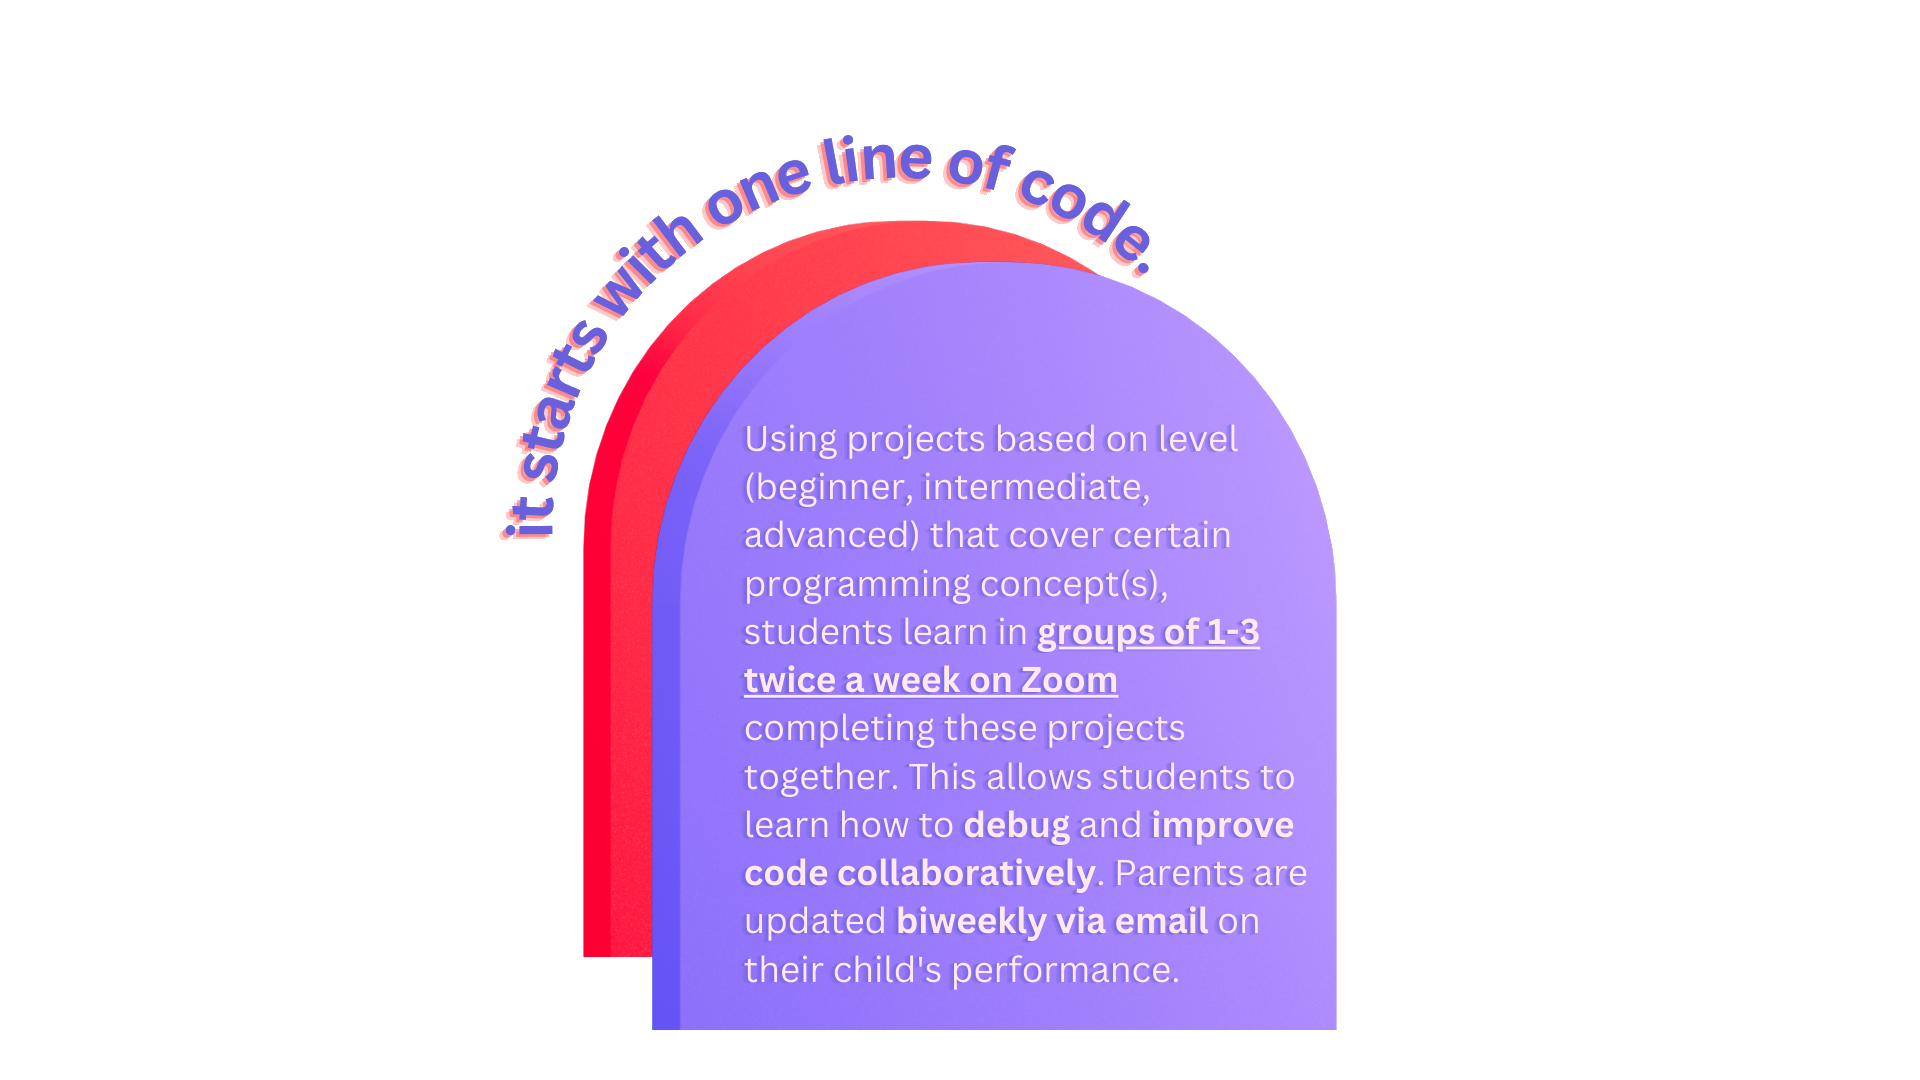 it starts with one line of code.
Using projects based on level
(beginner, intermediate,
advanced) that cover certain
programming concept(s),
students learn in groups of 1-3
twice a week on Zoom
completing these projects
together. This allows students to
learn how to debug and improve
code collaboratively. Parents are
updated biweekly via email on
their child's performance.